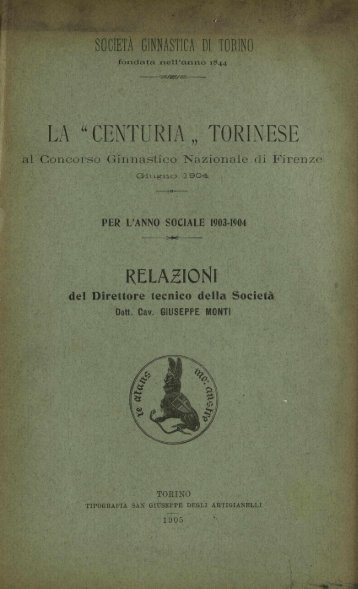 SOCIETÀ GINNASTICA DI TORINO
fondata nell'anno 1844
LA "CENTURIA„ TORINESE
al Concorso Ginnastico Nazionale di Firenze
Giugno 1904
PER L'ANNO SOCIALE 1903-1904
RELAZIONI
del Direttore tecnico della Società
Dott. Cav. GIUSEPPE MONTI
TORINO
TIPOGRAFIA SAN GIUSEPPE DEGLI ARTIGIANELLI
1905